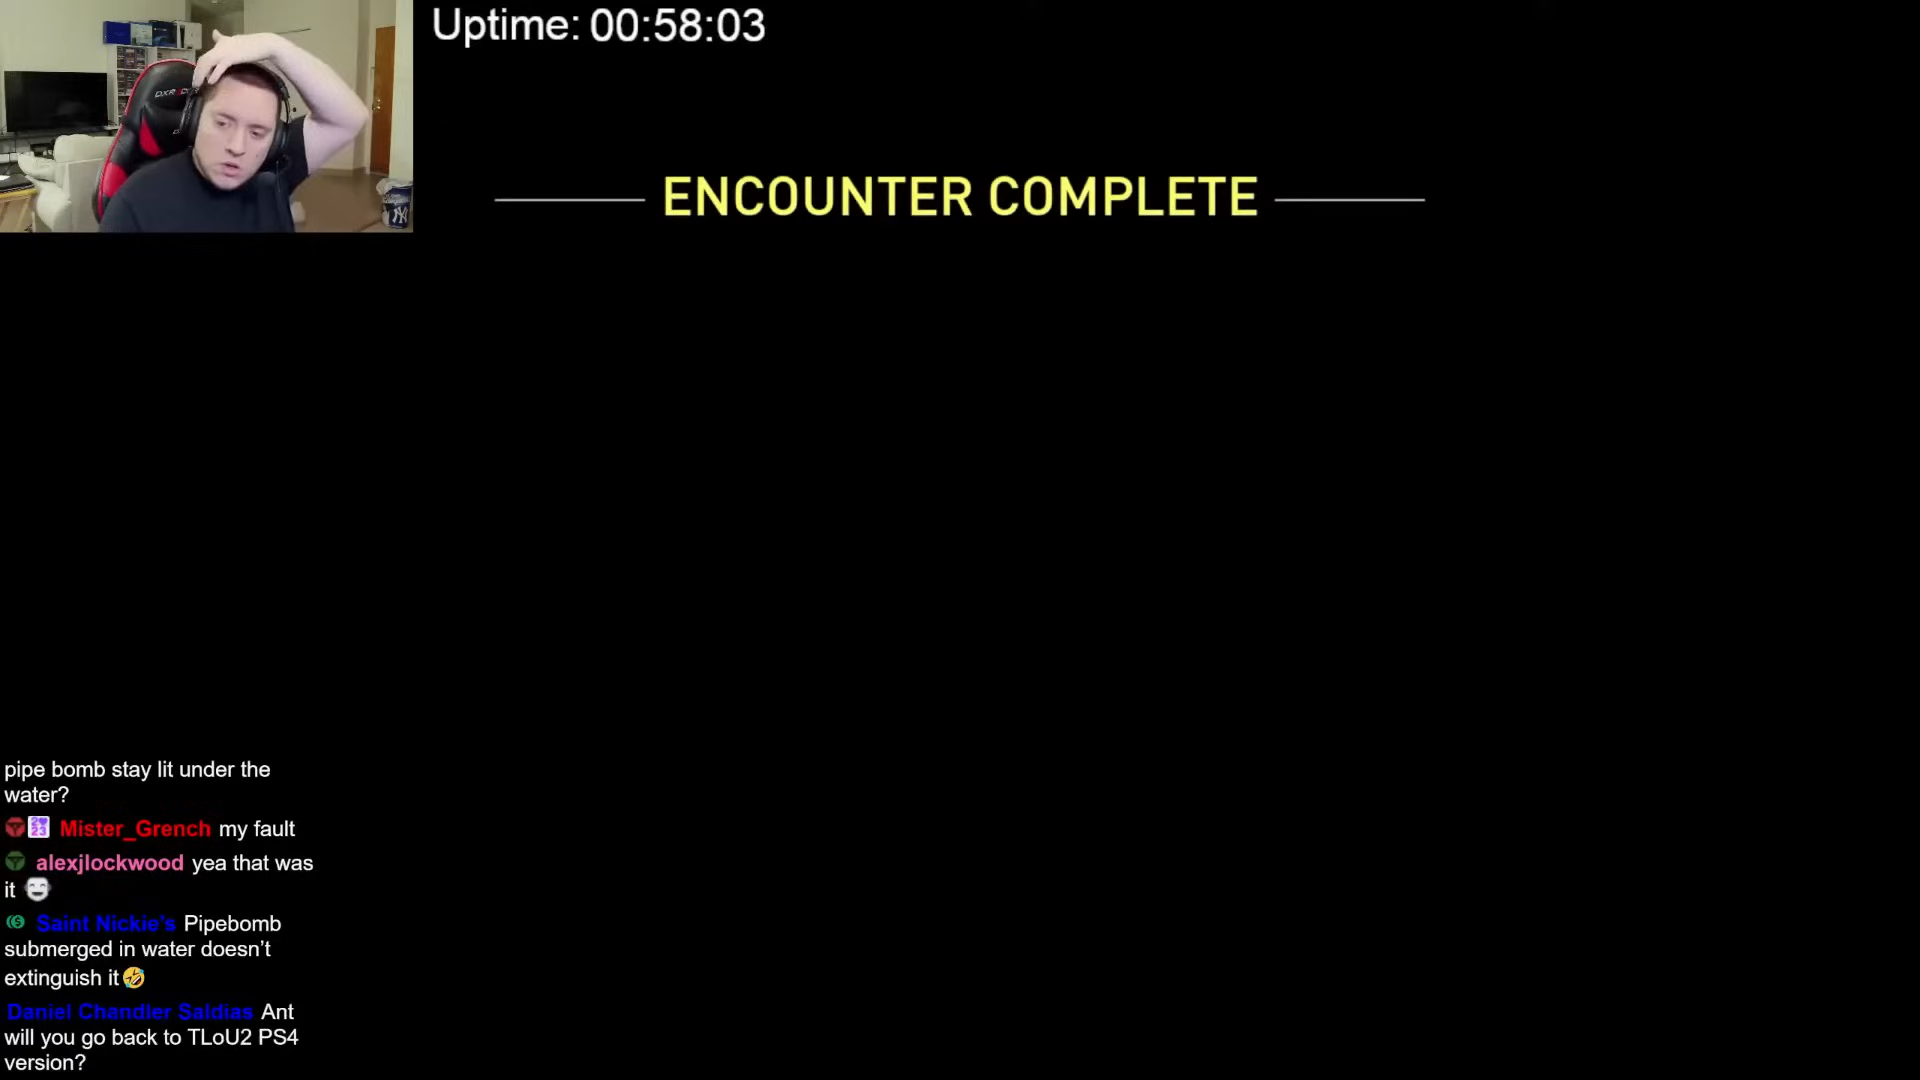 Uptime: 00:58:03
ENCOUNTER COMPLETE
pipe bomb stay lit under the
water?
Mister_Grench my fault
alexjlockwood yea that was
it
Saint Nickie's Pipebomb
submerged in water doesn't
extinguish it🤣
Daniel Chandler Saldias Ant
will you go back to TLoU2 PS4
version?